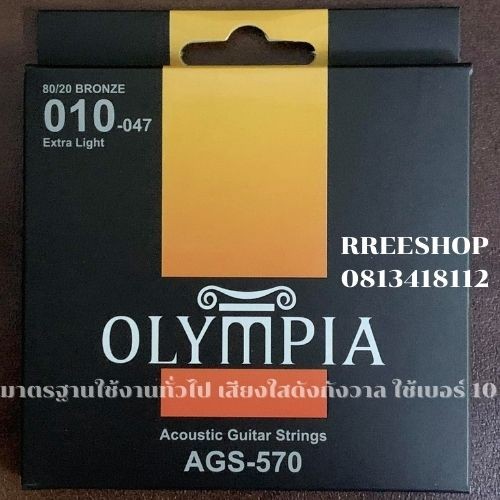 80/20 BRONZE
010-047
Extra Light
RREESHOP
0813418112
OLYMPIA
มาตรฐานใช้งานทั่วไป เสียงใสดังกังวาล ใช้เบอร์ 10
Acoustic Guitar Strings
AGS-570